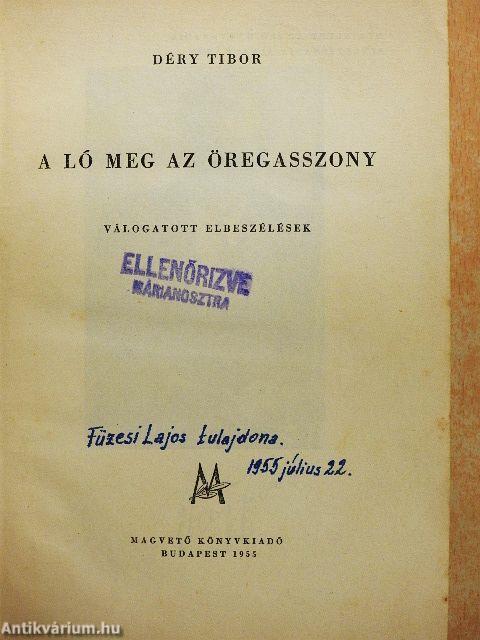 DÉRY TIBOR
A LÓ MEG AZ ÖREGASSZONY
VÁLOGATOTT ELBESZÉLÉSEK
ELLENŐRIZVE
MÁRIANOSZTRA
Füzesi Lajos tulajdona.
1955 július 22.
M
MAGVETŐ KÖNYVKIADÓ
BUDAPEST 1955
Antikvárium.hu